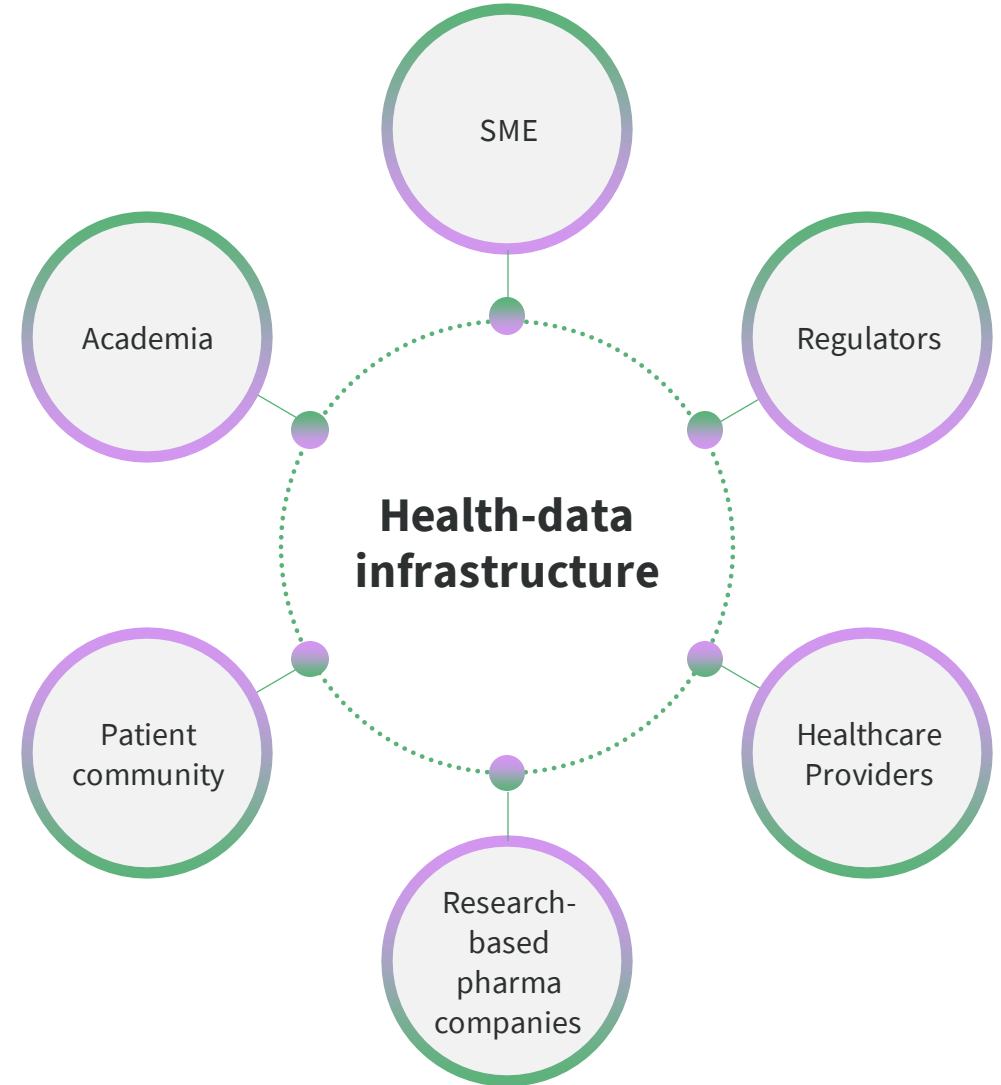 SME
Academia
Regulators
Health-data
infrastructure
Patient
community
Healthcare
Providers
Research-
based
pharma
companies